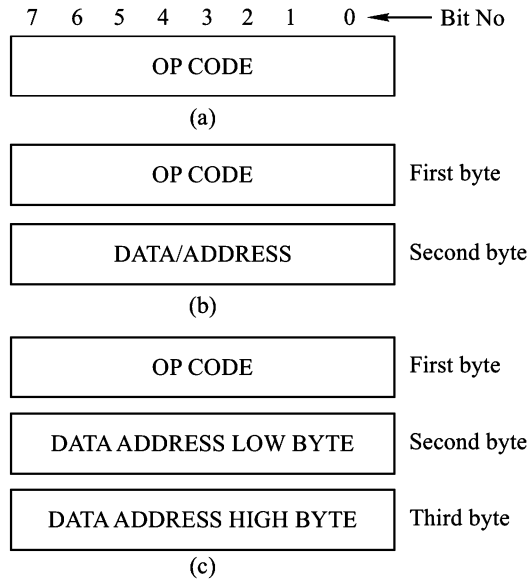 7 6 5 4 3 2 1 0 Bit No
OP CODE
(a)
OP CODE First byte
DATA/ADDRESS Second byte
(b)
OP CODE First byte
DATA ADDRESS LOW BYTE Second byte
DATA ADDRESS HIGH BYTE Third byte
(c)